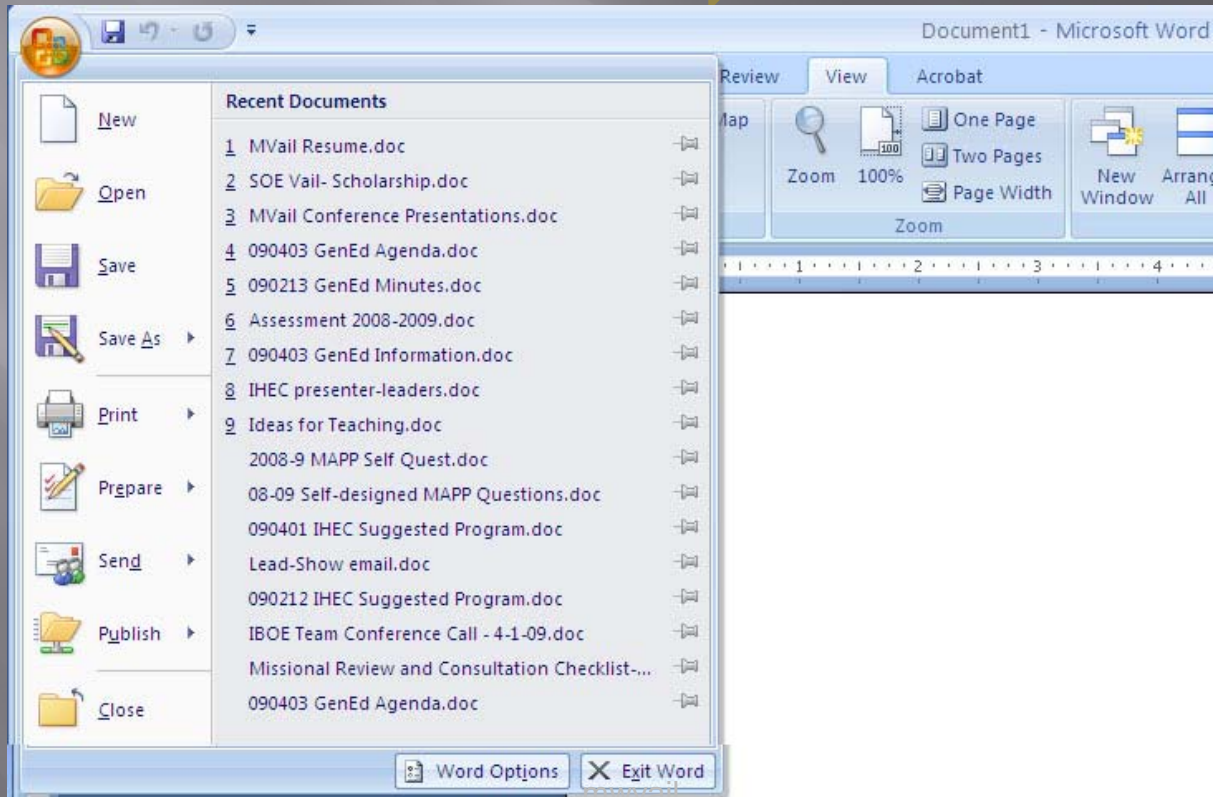 Document1 - Microsoft Word
Review View Acrobat
Map
Zoom
100
100%
One Page
Two Pages
Page Width
Zoom
New Window
All
1 2 3 4
New
Open
Save
Save As
Print
Prepare
Send
Publish
Close
Recent Documents
1 MVail Resume.doc
2 SOE Vail- Scholarship.doc
3 MVail Conference Presentations.doc
4 090403 GenEd Agenda.doc
5 090213 GenEd Minutes.doc
6 Assessment 2008-2009.doc
7 090403 GenEd Information.doc
8 IHEC presenter-leaders.doc
9 Ideas for Teaching.doc
2008-9 MAPP Self Quest.doc
08-09 Self-designed MAPP Questions.doc
090401 IHEC Suggested Program.doc
Lead-Show email.doc
090212 IHEC Suggested Program.doc
IBOE Team Conference Call - 4-1-09.doc
Missional Review and Consultation Checklist-...
090403 GenEd Agenda.doc
Word Options Exit Word